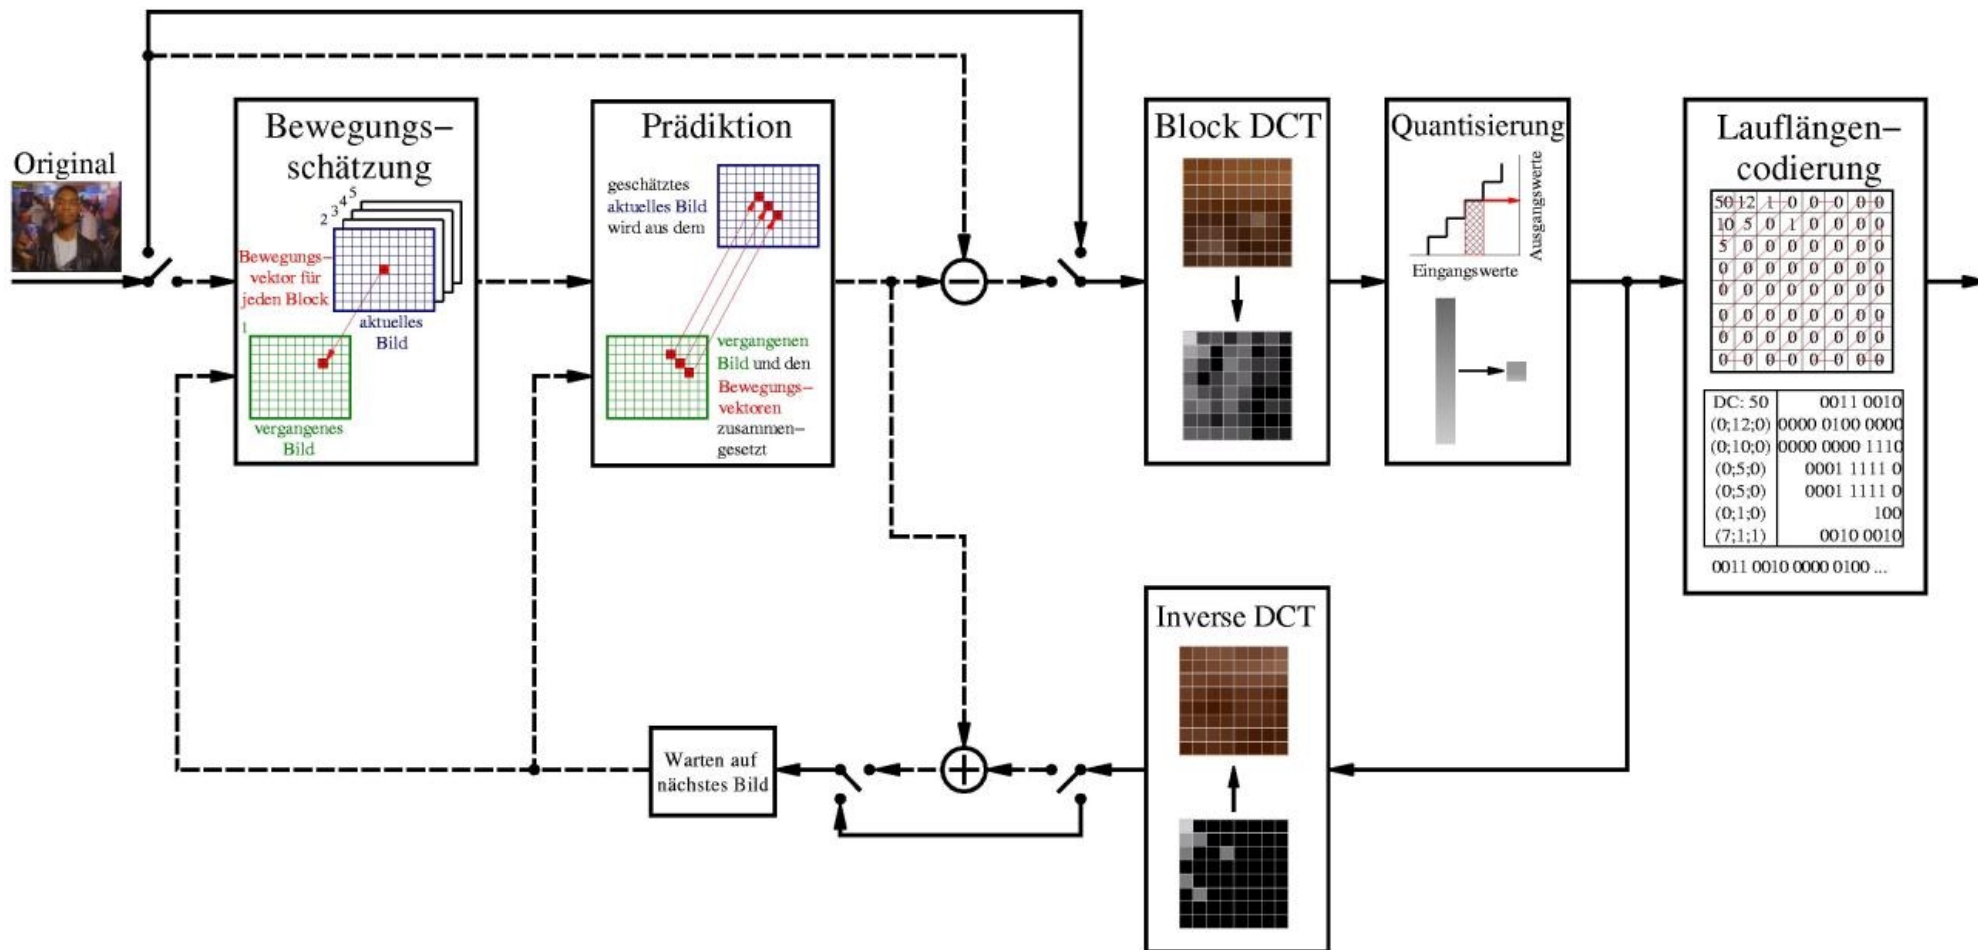 Original
Bewegungs–
schätzung
2 3 4 5
Bewegungs–
vektor für
jeden Block
aktuelles
Bild
1
vergangenes
Bild
Prädiktion
geschätztes
aktuelles Bild
wird aus dem
vergangenen
Bild und den
Bewegungs–
vektoren
zusammen–
gesetzt
Block DCT
Quantisierung
Ausgangswerte
Eingangswerte
Lauflängen–
codierung
50 12 1 0 0 0 0 0
10 5 0 1 0 0 0 0
5 0 0 0 0 0 0 0
0 0 0 0 0 0 0 0
0 0 0 0 0 0 0 0
0 0 0 0 0 0 0 0
0 0 0 0 0 0 0 0
0 0 0 0 0 0 0 0
DC: 50 0011 0010
(0;12;0) 0000 0100 0000
(0;10;0) 0000 0000 1110
(0;5;0) 0001 1111 0
(0;5;0) 0001 1111 0
(0;1;0) 100
(7;1;1) 0010 0010
0011 0010 0000 0100 ...
Inverse DCT
Warten auf
nächstes Bild